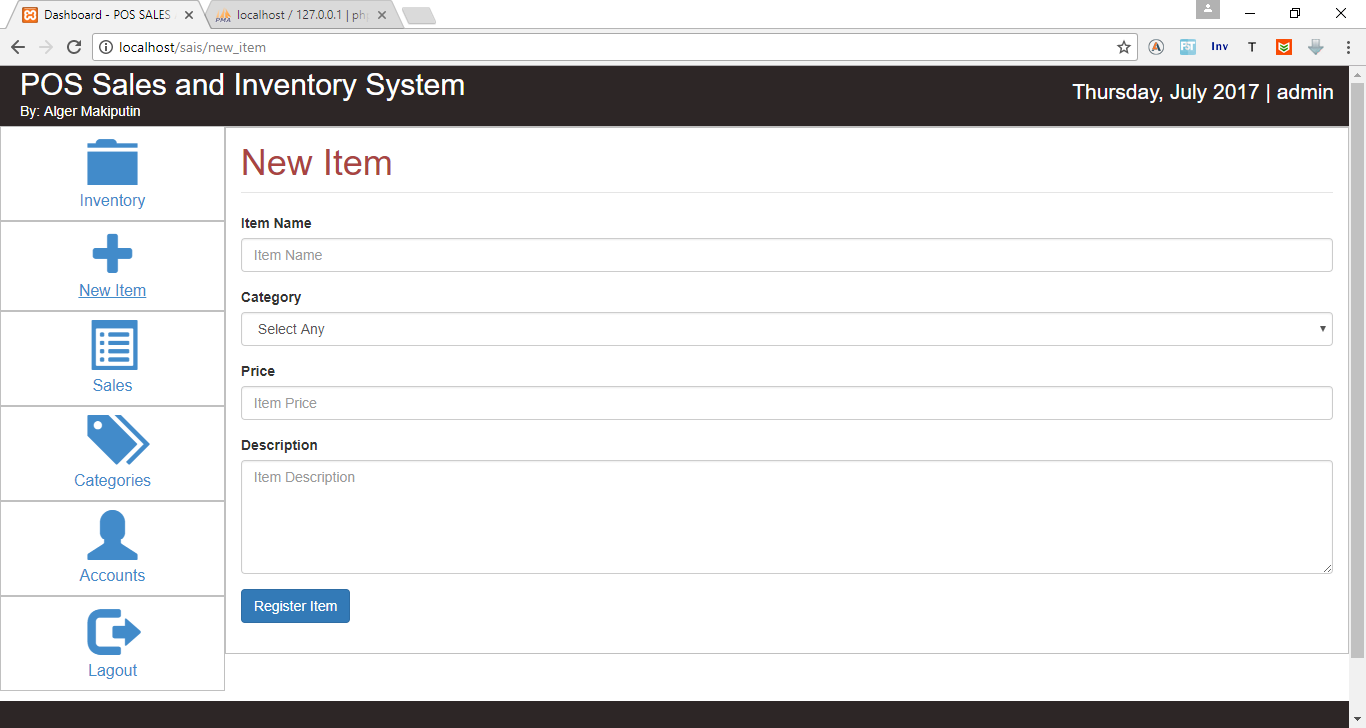 Dashboard - POS SALES
localhost / 127.0.0.1 | ph
localhost/sais/new_item
FST
Inv
T
POS Sales and Inventory System
By: Alger Makiputin
Thursday, July 2017 | admin
Inventory
New Item
Sales
Categories
Accounts
Lagout
New Item
Item Name
Item Name
Category
Select Any
Price
Item Price
Description
Item Description
Register Item